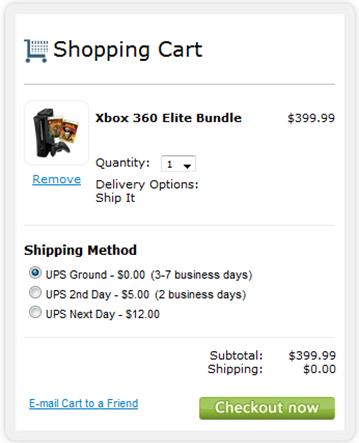 Shopping Cart
Xbox 360 Elite Bundle $399.99
Quantity: 1
Remove
Delivery Options:
Ship It
Shipping Method
UPS Ground - $0.00 (3-7 business days)
UPS 2nd Day - $5.00 (2 business days)
UPS Next Day - $12.00
Subtotal: $399.99
Shipping: $0.00
E-mail Cart to a Friend
Checkout now